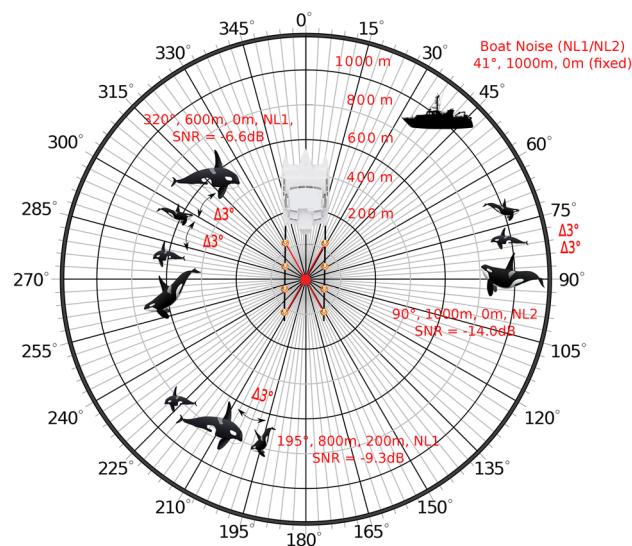 0°
15°
30°
45°
60°
75°
90°
105°
120°
135°
150°
165°
180°
195°
210°
225°
240°
255°
270°
285°
300°
315°
330°
345°
Boat Noise (NL1/NL2)
41°, 1000m, 0m (fixed)
1000 m
800 m
600 m
400 m
200 m
320°, 600m, 0m, NL1,
SNR = -6.6dB
Δ3°
Δ3°
Δ3°
Δ3°
90°, 1000m, 0m, NL2
SNR = -14.0dB
Δ3°
195°, 800m, 200m, NL1
SNR = -9.3dB